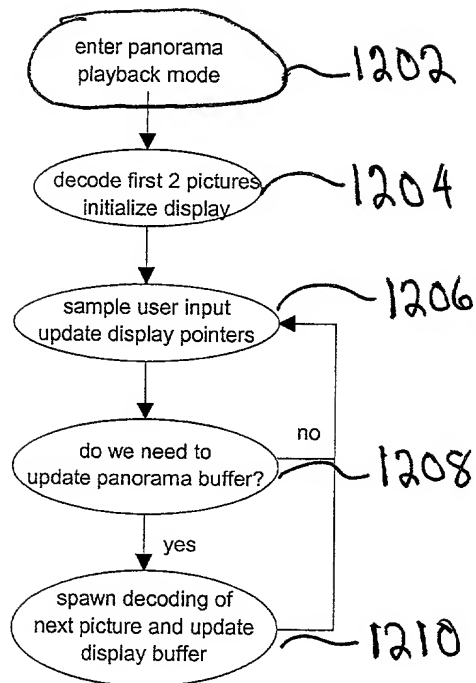 enter panorama
playback mode
1202
decode first 2 pictures
initialize display
1204
sample user input
update display pointers
1206
do we need to
update panorama buffer?
no
1208
yes
spawn decoding of
next picture and update
display buffer
1210